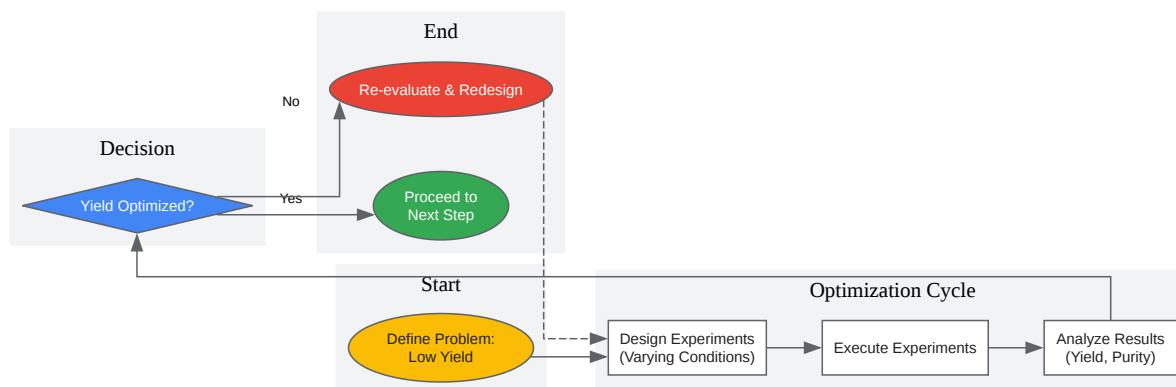 End
Re-evaluate & Redesign
No
Decision
Yield Optimized?
Yes
Proceed to
Next Step
Start
Define Problem:
Low Yield
Optimization Cycle
Design Experiments
(Varying Conditions)
Execute Experiments
Analyze Results
(Yield, Purity)